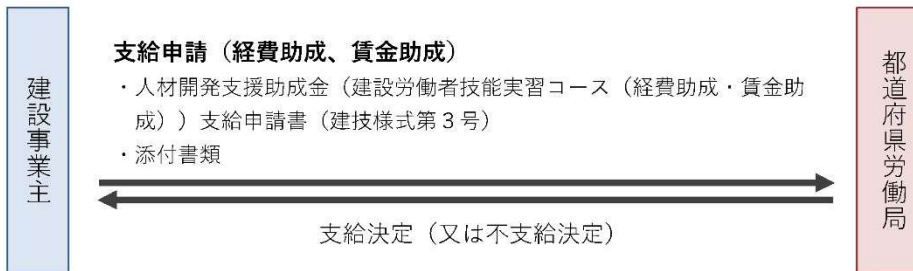 建設事業主
支給申請（経費助成、賃金助成）
・人材開発支援助成金（建設労働者技能実習コース（経費助成・賃金助
成））支給申請書（建技様式第３号）
・添付書類
支給決定（又は不支給決定）
都道府県労働局